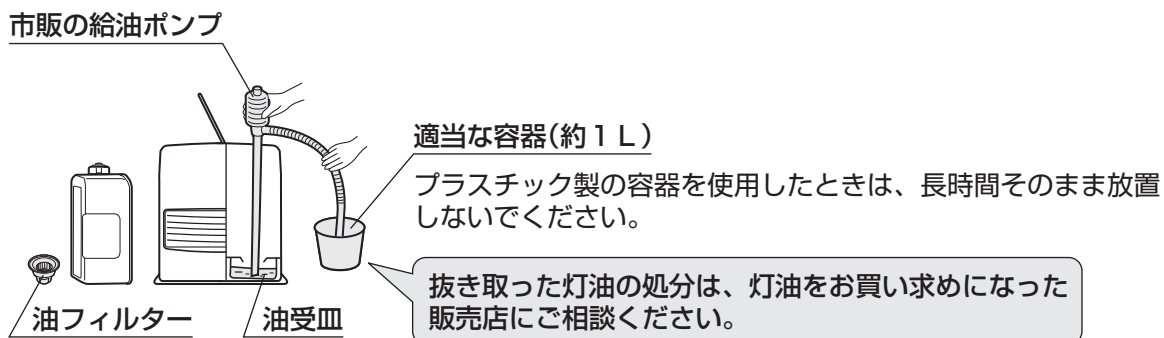 市販の給油ポンプ
適当な容器(約1L)
プラスチック製の容器を使用したときは、長時間そのまま放置
しないでください。
抜き取った灯油の処分は、灯油をお買い求めになった
販売店にご相談ください。
油フィルター
油受皿